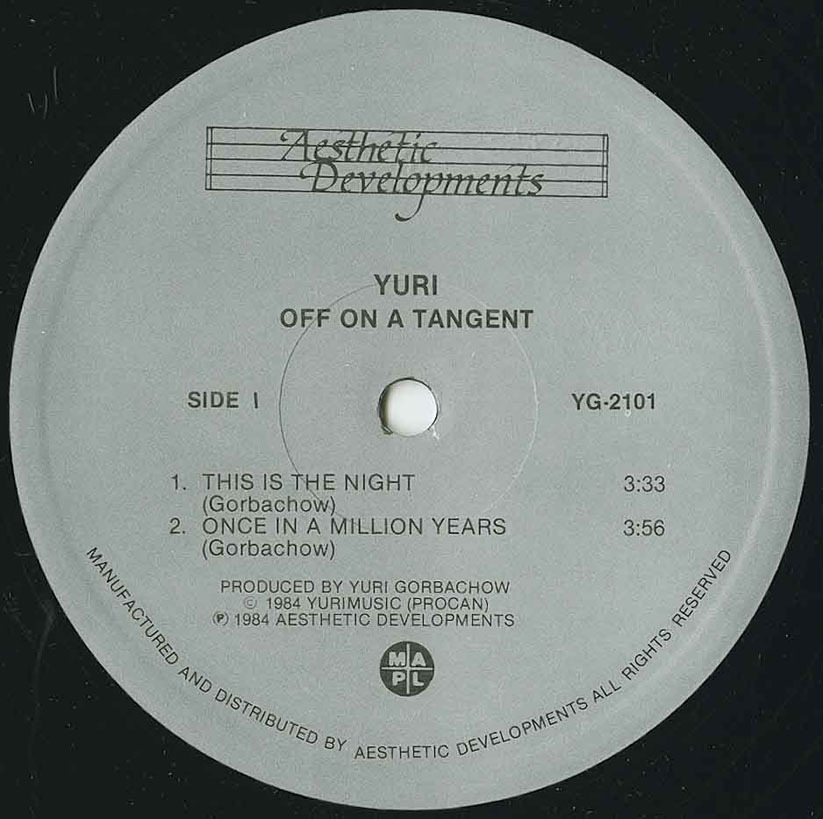 Aesthetic
Developments
YURI
OFF ON A TANGENT
SIDE I YG-2101
1. THIS IS THE NIGHT 3:33
(Gorbachow)
2. ONCE IN A MILLION YEARS 3:56
(Gorbachow)
PRODUCED BY YURI GORBACHOW
© 1984 YURIMUSIC (PROCAN)
℗ 1984 AESTHETIC DEVELOPMENTS
MA
PL
MANUFACTURED AND DISTRIBUTED BY AESTHETIC DEVELOPMENTS ALL RIGHTS RESERVED